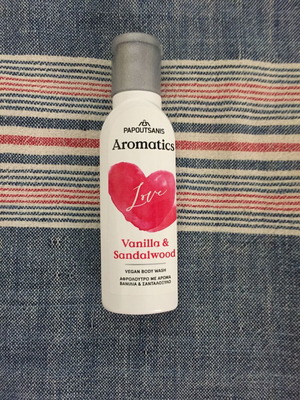 PAPOUTSANIS
Aromatics
Love
Vanilla &
Sandalwood
VEGAN BODY WASH
ΑΦΡΟΛΟΥΤΡΟ ΜΕ ΑΡΩΜΑ
ΒΑΝΙΛΙΑ & ΣΑΝΤΑΛΟΞΥΛΟ